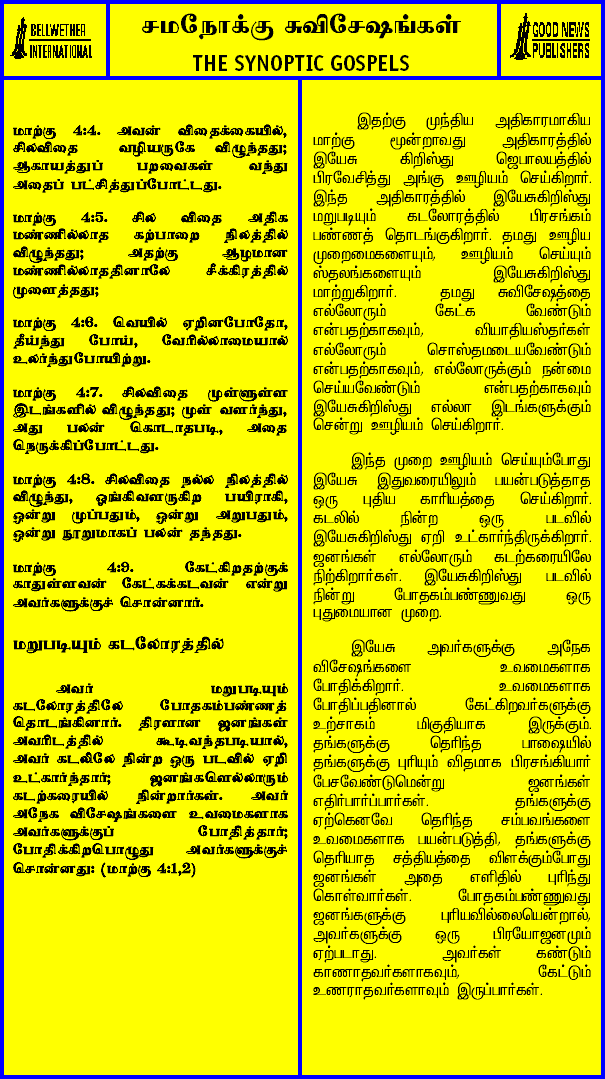 BELLWETHER
INTERNATIONAL
சமநோக்கு சுவிசேஷங்கள்
THE SYNOPTIC GOSPELS
GOOD NEWS
PUBLISHERS
மாற்கு 4:4. அவன் விதைக்கையில்,
சிலவிதை வழியருகே விழுந்தது;
ஆகாயத்துப் பறவைகள் வந்து
அதைப் பட்சித்துப்போட்டது.
மாற்கு 4:5. சில விதை அதிக
மண்ணில்லாத கற்பாறை நிலத்தில்
விழுந்தது; அதற்கு ஆழமான
மண்ணில்லாததினாலே சீக்கிரத்தில்
முளைத்தது;
மாற்கு 4:6. வெயில் ஏறினபோதோ,
தீய்ந்து போய், வேரில்லாமையால்
உலர்ந்துபோயிற்று.
மாற்கு 4:7. சிலவிதை முள்ளுள்ள
இடங்களில் விழுந்தது; முள் வளர்ந்து,
அது பலன் கொடாதபடி, அதை
நெருக்கிப்போட்டது.
மாற்கு 4:8. சிலவிதை நல்ல நிலத்தில்
விழுந்து, ஓங்கிவளருகிற பயிராகி,
ஒன்று முப்பதும், ஒன்று அறுபதும்,
ஒன்று நூறுமாகப் பலன் தந்தது.
மாற்கு 4:9. கேட்கிறதற்குக்
காதுள்ளவன் கேட்கக்கடவன் என்று
அவர்களுக்குச் சொன்னார்.
மறுபடியும் கடலோரத்தில்
அவர் மறுபடியும்
கடலோரத்திலே போதகம்பண்ணத்
தொடங்கினார். திரளான ஜனங்கள்
அவரிடத்தில் கூடிவந்தபடியால்,
அவர் கடலிலே நின்ற ஒரு படவில் ஏறி
உட்கார்ந்தார்; ஜனங்களெல்லாரும்
கடற்கரையில் நின்றார்கள். அவர்
அநேக விசேஷங்களை உவமைகளாக
அவர்களுக்குப் போதித்தார்;
போதிக்கிறபொழுது அவர்களுக்குச்
சொன்னது: (மாற்கு 4:1,2)
இதற்கு முந்திய அதிகாரமாகிய
மாற்கு மூன்றாவது அதிகாரத்தில்
இயேசு கிறிஸ்து ஜெபாலயத்தில்
பிரவேசித்து அங்கு ஊழியம் செய்கிறார்.
இந்த அதிகாரத்தில் இயேசுகிறிஸ்து
மறுபடியும் கடலோரத்தில் பிரசங்கம்
பண்ணத் தொடங்குகிறார். தமது ஊழிய
முறைமைகளையும், ஊழியம் செய்யும்
ஸ்தலங்களையும் இயேசுகிறிஸ்து
மாற்றுகிறார். தமது சுவிசேஷத்தை
எல்லோரும் கேட்க வேண்டும்
என்பதற்காகவும், வியாதியஸ்தர்கள்
எல்லோரும் சொஸ்தமடையவேண்டும்
என்பதற்காகவும், எல்லோருக்கும் நன்மை
செய்யவேண்டும் என்பதற்காகவும்
இயேசுகிறிஸ்து எல்லா இடங்களுக்கும்
சென்று ஊழியம் செய்கிறார்.
இந்த முறை ஊழியம் செய்யும்போது
இயேசு இதுவரையிலும் பயன்படுத்தாத
ஒரு புதிய காரியத்தை செய்கிறார்.
கடலில் நின்ற ஒரு படவில்
இயேசுகிறிஸ்து ஏறி உட்கார்ந்திருக்கிறார்.
ஜனங்கள் எல்லோரும் கடற்கரையிலே
நிற்கிறார்கள். இயேசுகிறிஸ்து படவில்
நின்று போதகம்பண்ணுவது ஒரு
புதுமையான முறை.
இயேசு அவர்களுக்கு அநேக
விசேஷங்களை உவமைகளாக
போதிக்கிறார். உவமைகளாக
போதிப்பதினால் கேட்கிறவர்களுக்கு
உற்சாகம் மிகுதியாக இருக்கும்.
தங்களுக்கு தெரிந்த பாஷையில்
தங்களுக்கு புரியும் விதமாக பிரசங்கியார்
பேசவேண்டுமென்று ஜனங்கள்
எதிர்பார்ப்பார்கள். தங்களுக்கு
ஏற்கெனவே தெரிந்த சம்பவங்களை
உவமைகளாக பயன்படுத்தி, தங்களுக்கு
தெரியாத சத்தியத்தை விளக்கும்போது
ஜனங்கள் அதை எளிதில் புரிந்து
கொள்வார்கள். போதகம்பண்ணுவது
ஜனங்களுக்கு புரியவில்லையென்றால்,
அவர்களுக்கு ஒரு பிரயோஜனமும்
ஏற்படாது. அவர்கள் கண்டும்
காணாதவர்களாகவும், கேட்டும்
உணராதவர்களாவும் இருப்பார்கள்.